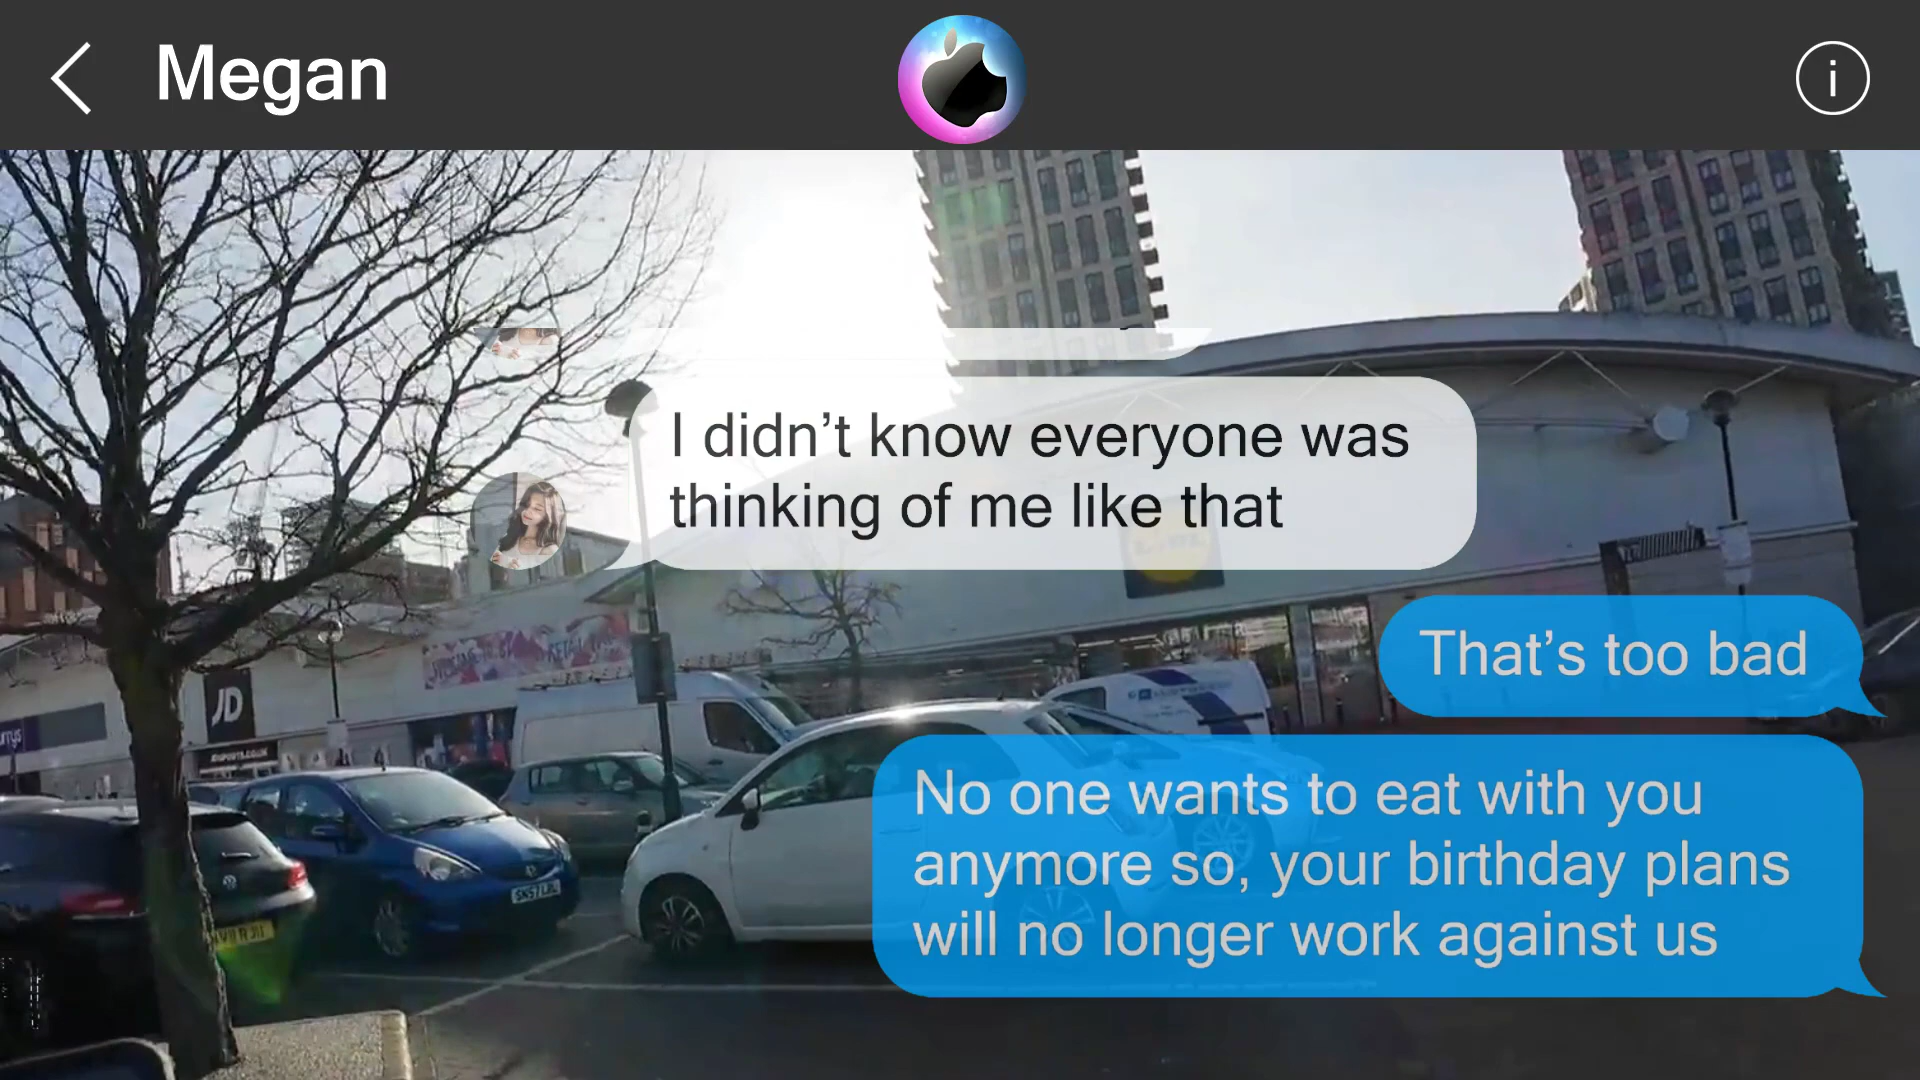 Megan
i
I didn’t know everyone was
thinking of me like that
That’s too bad
No one wants to eat with you
anymore so, your birthday plans
will no longer work against us
JD